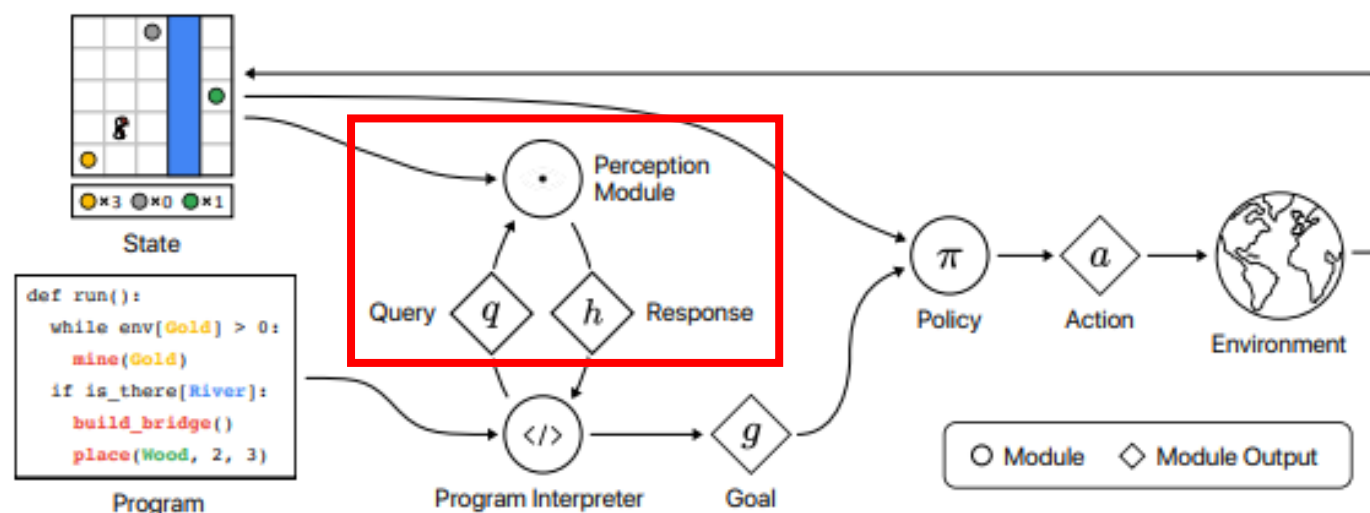 ×3 ×0 ×1
State
def run():
while env[Gold] > 0:
mine(Gold)
if is_there[River]:
build_bridge()
place(Wood, 2, 3)
Program
Perception
Module
Query
q
h
Response
</>
Program Interpreter
g
Goal
π
Policy
a
Action
Environment
Module
Module Output